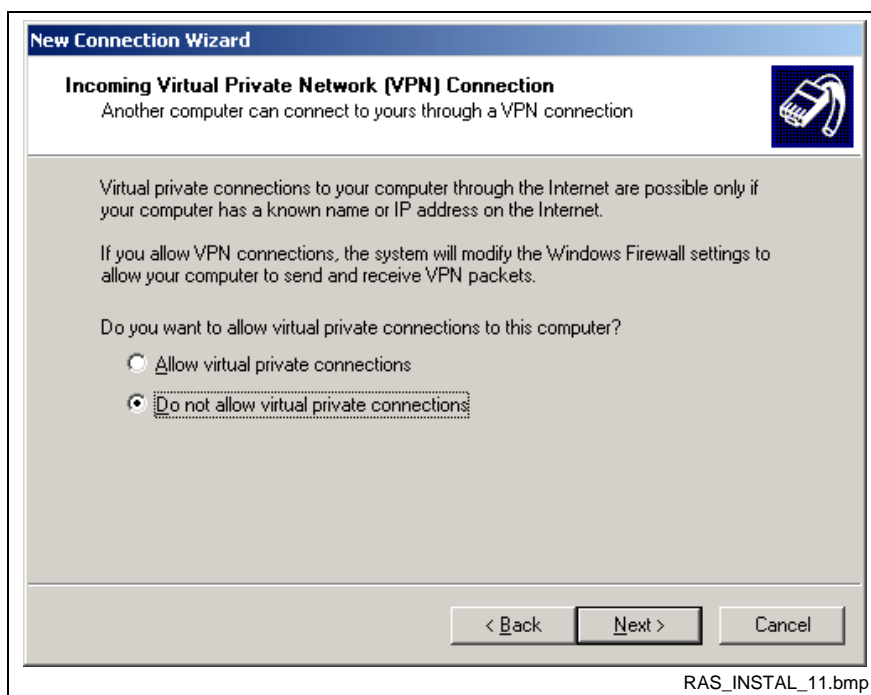 New Connection Wizard
Incoming Virtual Private Network (VPN) Connection
Another computer can connect to yours through a VPN connection
Virtual private connections to your computer through the Internet are possible only if
your computer has a known name or IP address on the Internet.
If you allow VPN connections, the system will modify the Windows Firewall settings to
allow your computer to send and receive VPN packets.
Do you want to allow virtual private connections to this computer?
Allow virtual private connections
Do not allow virtual private connections
< Back Next > Cancel
RAS_INSTAL_11.bmp